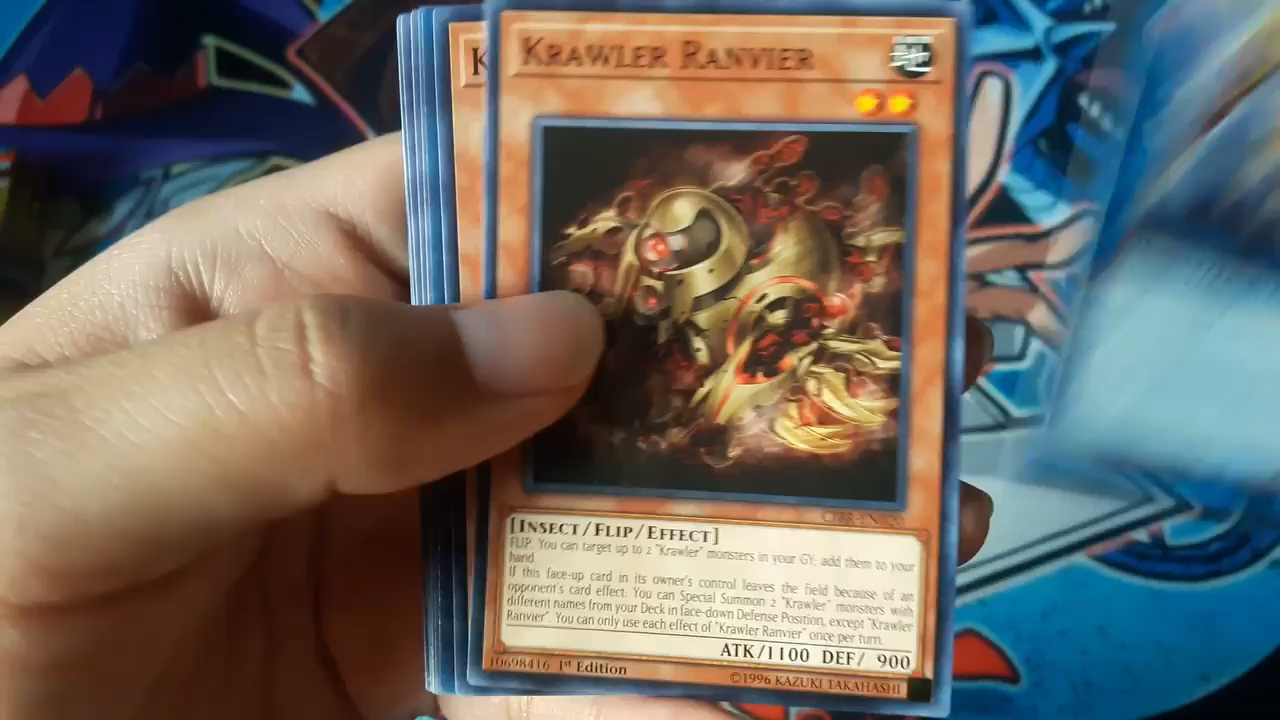 K
KRAWLER RANVIER
[INSECT/FLIP/EFFECT]
FLIP: You can target up to 2 "Krawler" monsters in your GY; add them to your
hand.
If this face-up card in its owner's control leaves the field because of an
opponent's card effect: You can Special Summon 2 "Krawler" monsters with
different names from your Deck in face-down Defense Position, except "Krawler
Ranvier". You can only use each effect of "Krawler Ranvier" once per turn.
ATK/1100 DEF/ 900
10698416 1st Edition
©1996 KAZUKI TAKAHASHI